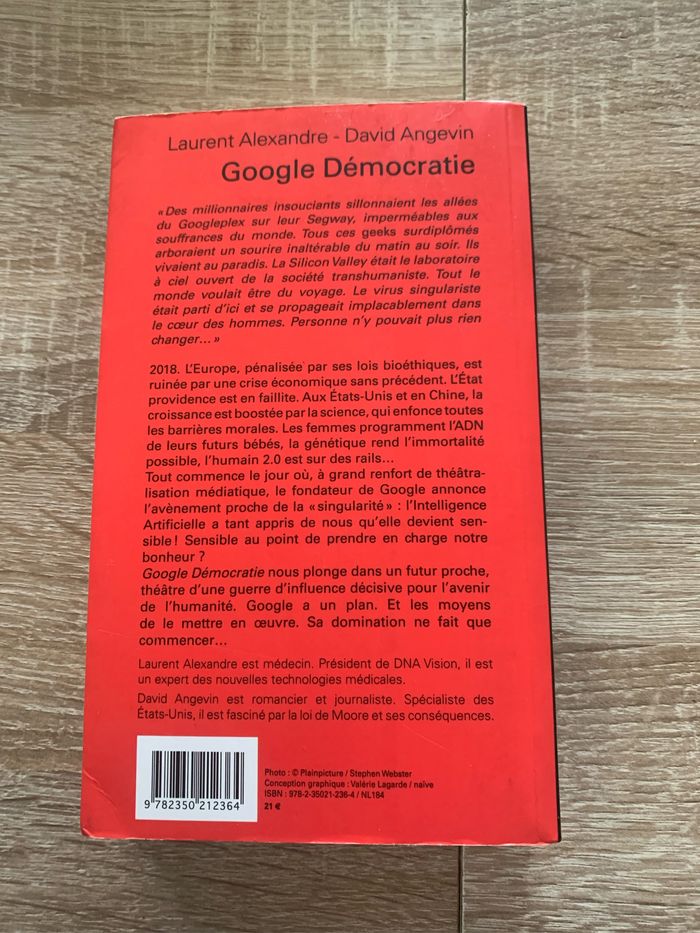 Laurent Alexandre - David Angevin
Google Démocratie
« Des millionnaires insouciants sillonnaient les allées
du Googleplex sur leur Segway, imperméables aux
souffrances du monde. Tous ces geeks surdiplômés
arboraient un sourire inaltérable du matin au soir. Ils
vivaient au paradis. La Silicon Valley était le laboratoire
à ciel ouvert de la société transhumaniste. Tout le
monde voulait être du voyage. Le virus singulariste
était parti d'ici et se propageait implacablement dans
le cœur des hommes. Personne n'y pouvait plus rien
changer... »
2018. L'Europe, pénalisée par ses lois bioéthiques, est
ruinée par une crise économique sans précédent. L'État
providence est en faillite. Aux États-Unis et en Chine, la
croissance est boostée par la science, qui enfonce toutes
les barrières morales. Les femmes programment l'ADN
de leurs futurs bébés, la génétique rend l'immortalité
possible, l'humain 2.0 est sur des rails...
Tout commence le jour où, à grand renfort de théâtra-
lisation médiatique, le fondateur de Google annonce
l'avènement proche de la « singularité » : l'Intelligence
Artificielle a tant appris de nous qu'elle devient sen-
sible ! Sensible au point de prendre en charge notre
bonheur ?
Google Démocratie nous plonge dans un futur proche,
théâtre d'une guerre d'influence décisive pour l'avenir
de l'humanité. Google a un plan. Et les moyens
de le mettre en œuvre. Sa domination ne fait que
commencer...
Laurent Alexandre est médecin. Président de DNA Vision, il est
un expert des nouvelles technologies médicales.
David Angevin est romancier et journaliste. Spécialiste des
États-Unis, il est fasciné par la loi de Moore et ses conséquences.
Photo : © Plainpicture / Stephen Webster
Conception graphique : Valérie Lagarde / naïve
ISBN : 978-2-35021-236-4 / NL184
21 €
9 782350 212364